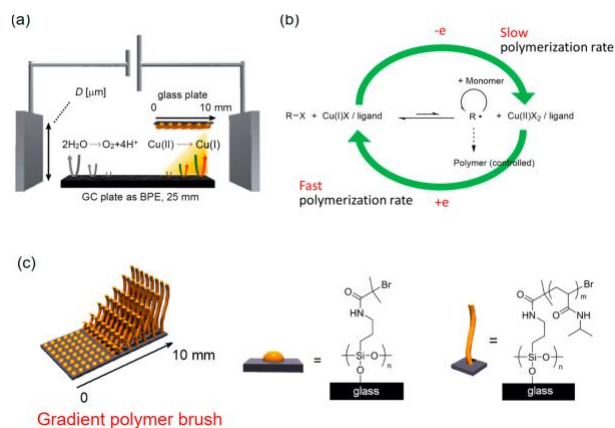 (a)
D [μm]
glass plate
0 10 mm
2H₂O → O₂+4H⁺ Cu(II) → Cu(I)
GC plate as BPE, 25 mm
(b)
-e
Slow
polymerization rate
+ Monomer
R–X + Cu(I)X / ligand R• + Cu(II)X₂ / ligand
Polymer (controlled)
Fast
polymerization rate
+e
(c)
10 mm
0
Gradient polymer brush
Br
O
HN
=
( Si–O )n
O
glass
Br
m
O O
HN HN
=
( Si–O )n
O
glass